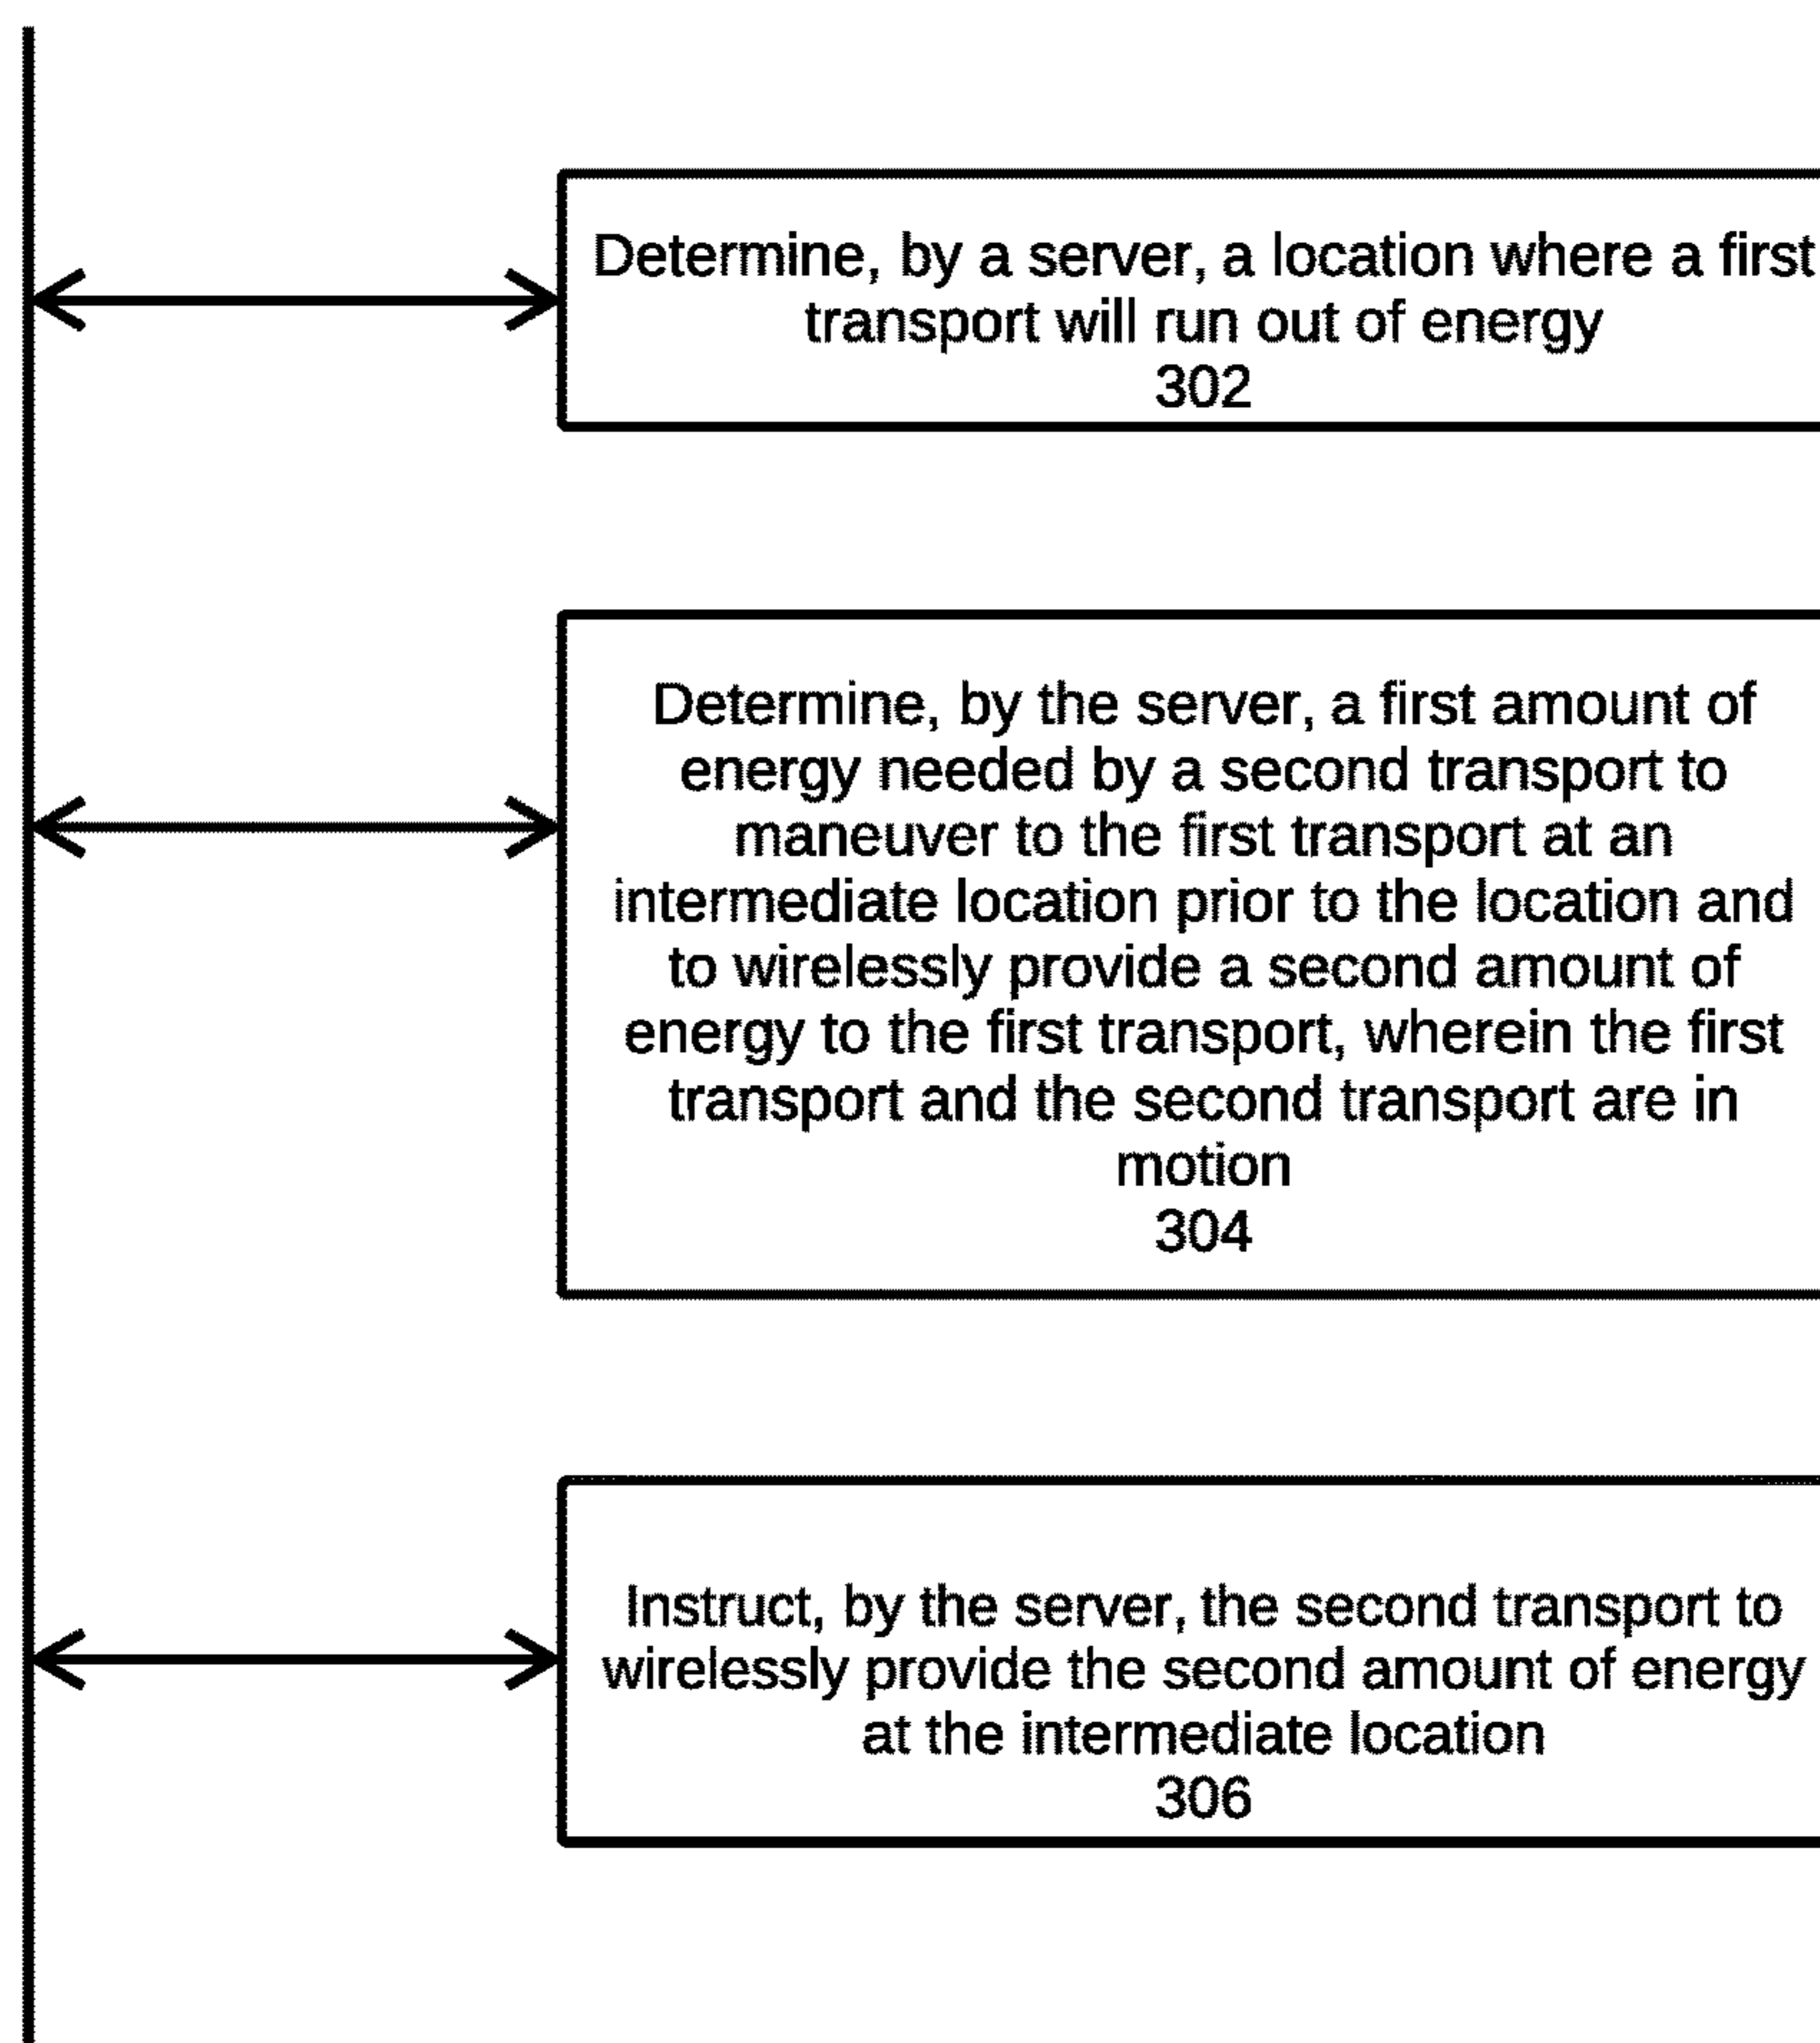 Determine, by a server, a location where a first
transport will run out of energy
302
Determine, by the server, a first amount of
energy needed by a second transport to
maneuver to the first transport at an
intermediate location prior to the location and
to wirelessly provide a second amount of
energy to the first transport, wherein the first
transport and the second transport are in
motion
304
Instruct, by the server, the second transport to
wirelessly provide the second amount of energy
at the intermediate location
306